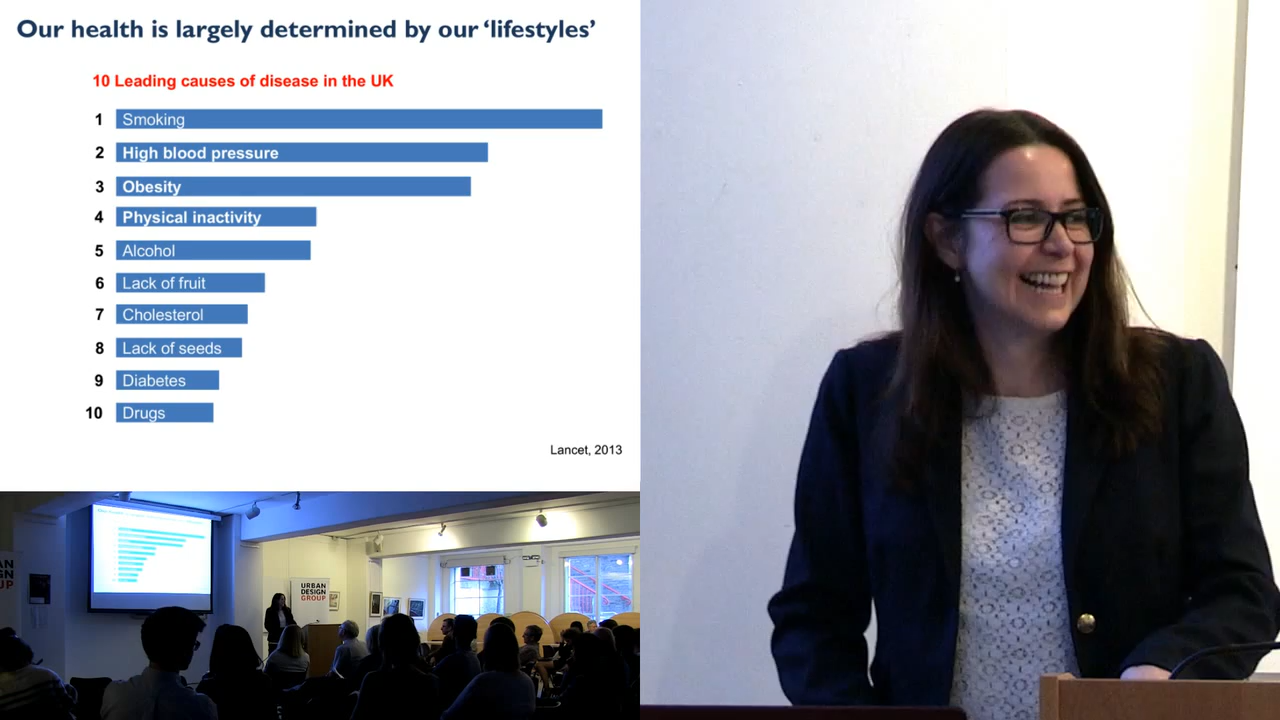 Our health is largely determined by our ‘lifestyles’
10 Leading causes of disease in the UK
1 Smoking
2 High blood pressure
3 Obesity
4 Physical inactivity
5 Alcohol
6 Lack of fruit
7 Cholesterol
8 Lack of seeds
9 Diabetes
10 Drugs
Lancet, 2013
URBAN
DESIGN
GROUP